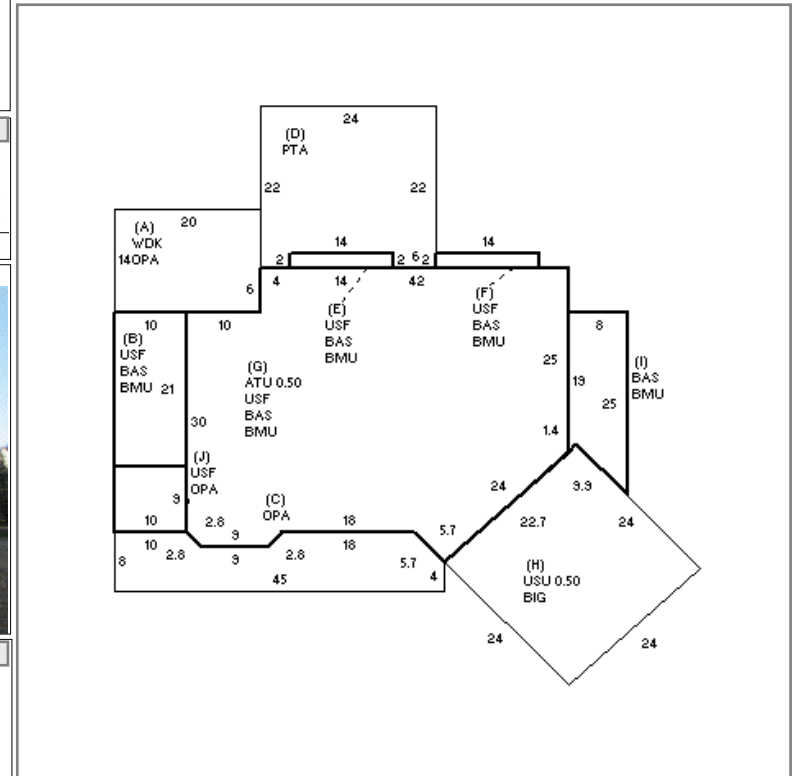 24
(D)
PTA
22 22
20
(A)
WDK
14OPA
14 14
2 2 6 2
6 4 14 42
10 10 8
(E)
USF
BAS
BMU
(F)
USF
BAS
BMU
(B)
USF
BAS
BMU 21
(G)
ATU 0.50
USF
BAS
BMU
25
19
25
(I)
BAS
BMU
30
1.4
(J)
USF
OPA
9
(C)
OPA
24 9.9
10 2.8 9 18 5.7 22.7 24
10 2.8 9 2.8 18 5.7
8 45 4
(H)
USU 0.50
BIG
24 24